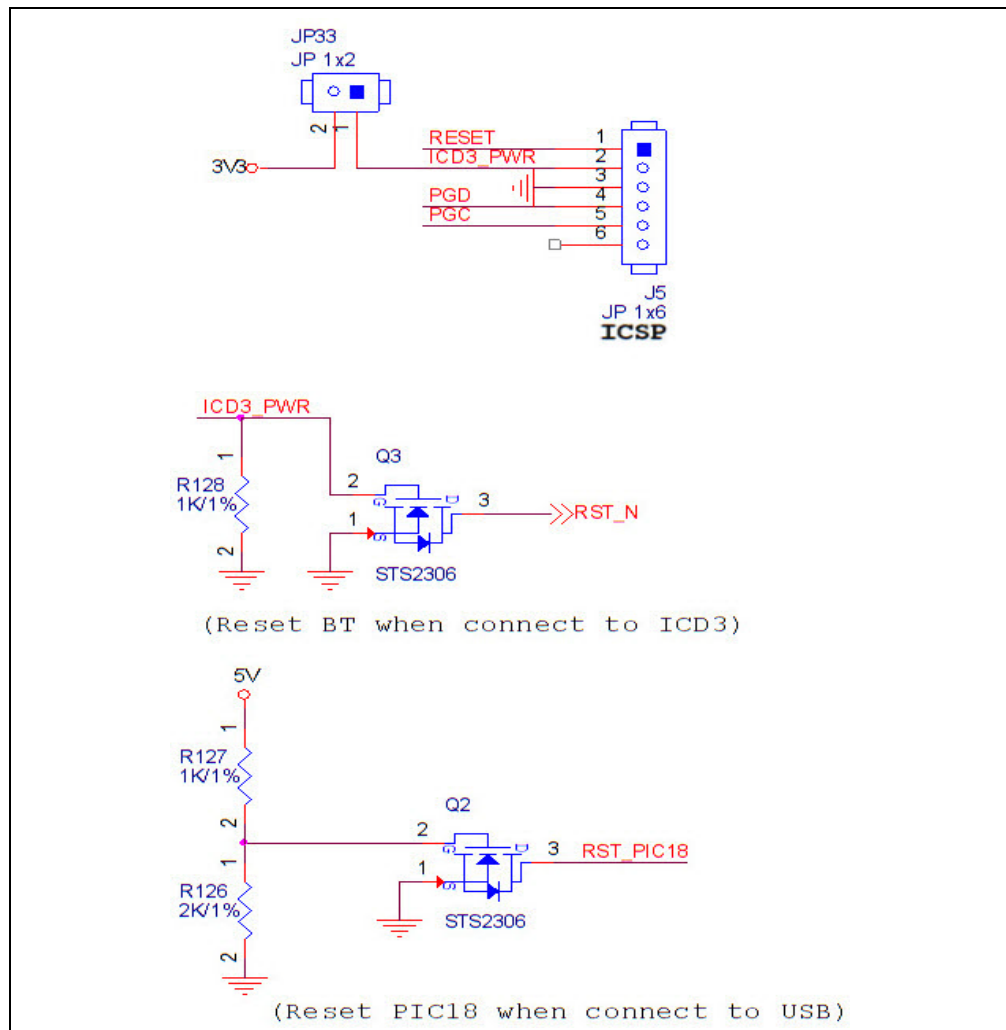 JP33
JP 1x2
2 1
3V3
RESET 1
ICD3_PWR 2
3
PGD 4
PGC 5
6
J5
JP 1x6
ICSP
ICD3_PWR
1
R128
1K/1%
2
Q3
2 G D 3
RST_N
1 S
STS2306
(Reset BT when connect to ICD3)
5V
1
R127
1K/1%
2
Q2
2 G D 3
RST_PIC18
1 S
1
R126
2K/1%
2
STS2306
(Reset PIC18 when connect to USB)